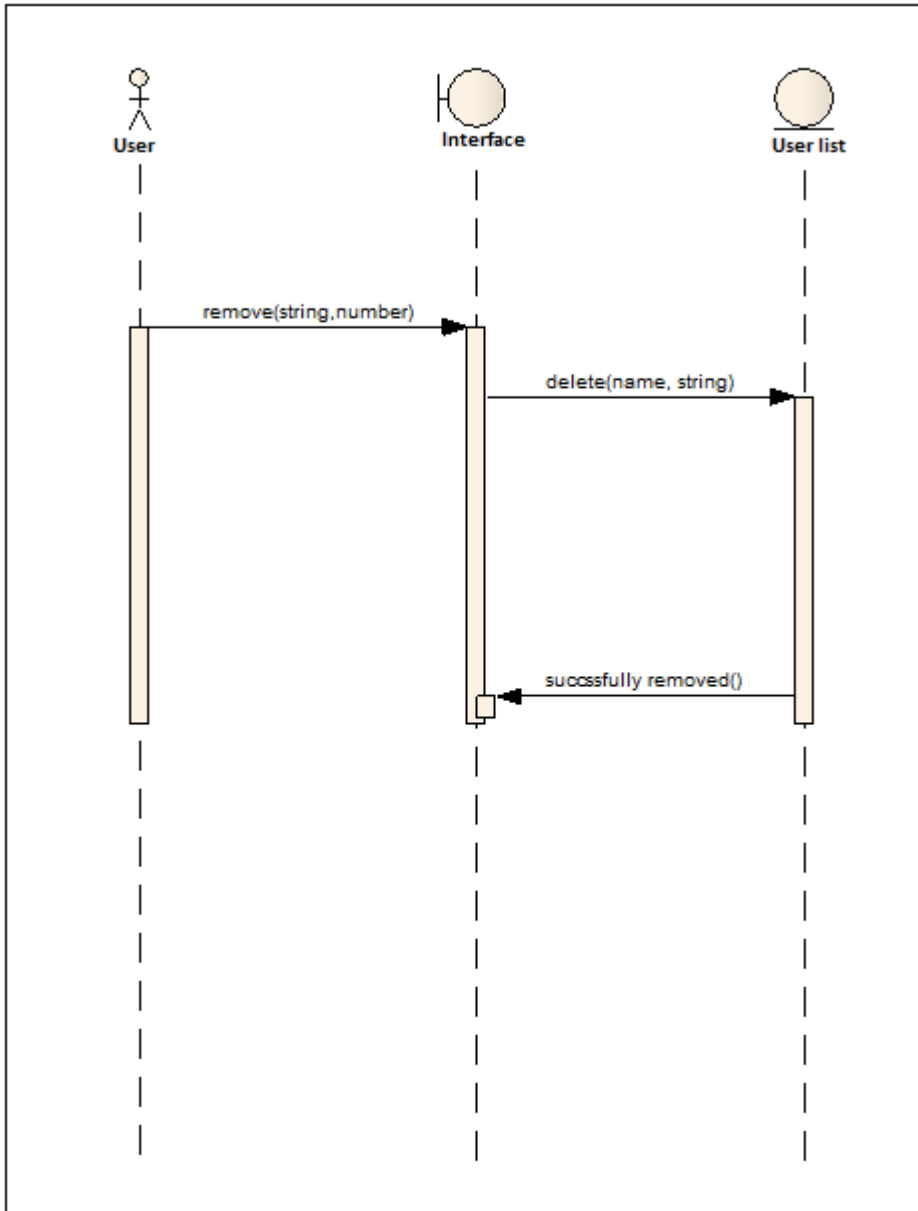 User
Interface
User list
remove(string,number)
delete(name, string)
succssfully removed()